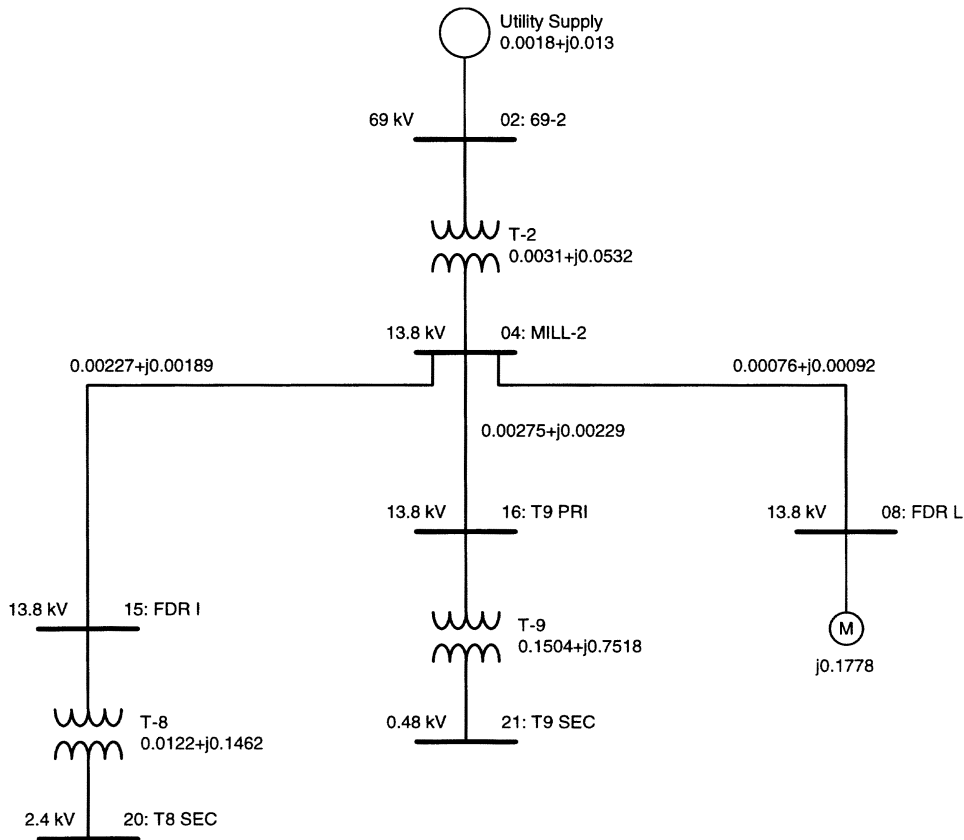 Utility Supply
0.0018+j0.013
69 kV
02: 69-2
T-2
0.0031+j0.0532
13.8 kV
04: MILL-2
0.00227+j0.00189
0.00076+j0.00092
0.00275+j0.00229
13.8 kV
16: T9 PRI
13.8 kV
08: FDR L
13.8 kV
15: FDR I
T-9
0.1504+j0.7518
M
j0.1778
T-8
0.0122+j0.1462
0.48 kV
21: T9 SEC
2.4 kV
20: T8 SEC